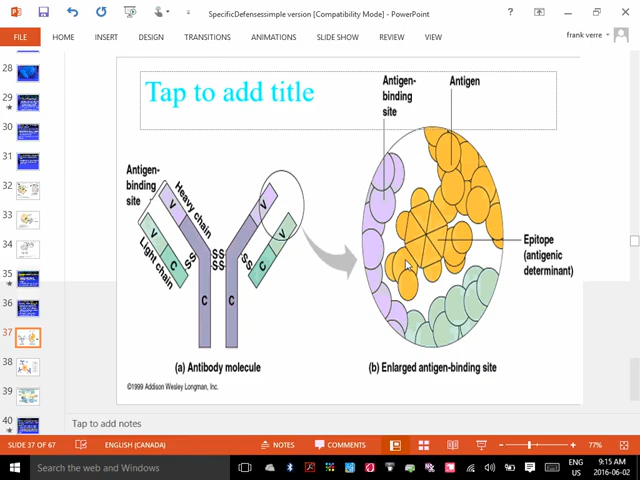 SpecificDefensessimple version [Compatibility Mode] - PowerPoint
FILE HOME INSERT DESIGN TRANSITIONS ANIMATIONS SLIDE SHOW REVIEW VIEW
frank verre
28
29
30
31
32
33
34
35
36
37
38
39
40
Tap to add title
Antigen-
binding
site
Heavy chain
Light chain
V
V
C
C
SS
SS
SS
SS
C
V
V
C
(a) Antibody molecule
Antigen-
binding
site
Antigen
Epitope
(antigenic
determinant)
(b) Enlarged antigen-binding site
©1999 Addison Wesley Longman, Inc.
Tap to add notes
SLIDE 37 OF 67 ENGLISH (CANADA) NOTES COMMENTS 77%
Search the web and Windows
ENG
US
9:15 AM
2016-06-02